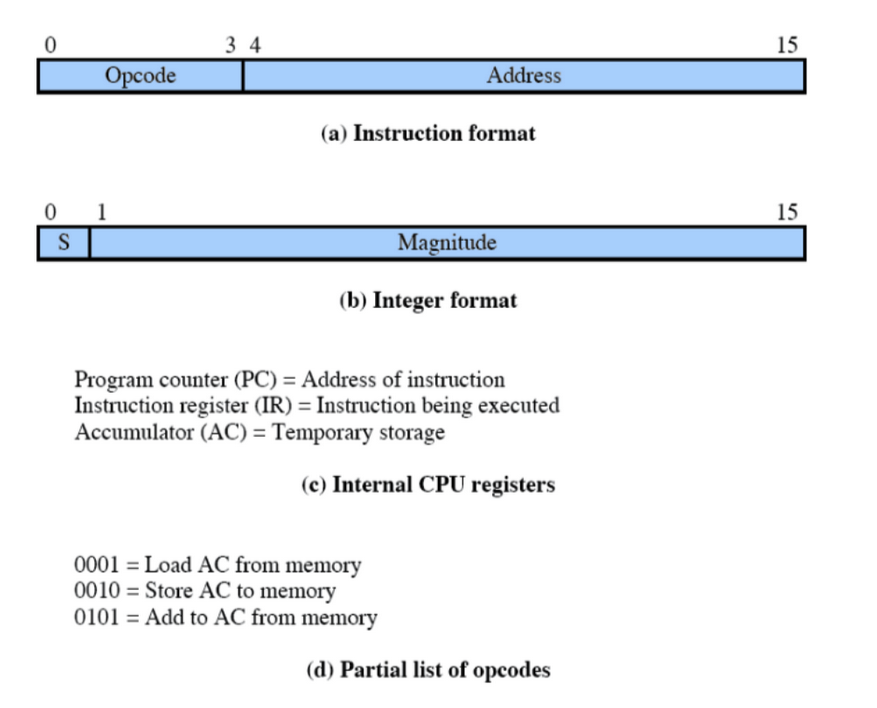 0 3 4 15
Opcode Address
(a) Instruction format
0 1 15
S Magnitude
(b) Integer format
Program counter (PC) = Address of instruction
Instruction register (IR) = Instruction being executed
Accumulator (AC) = Temporary storage
(c) Internal CPU registers
0001 = Load AC from memory
0010 = Store AC to memory
0101 = Add to AC from memory
(d) Partial list of opcodes